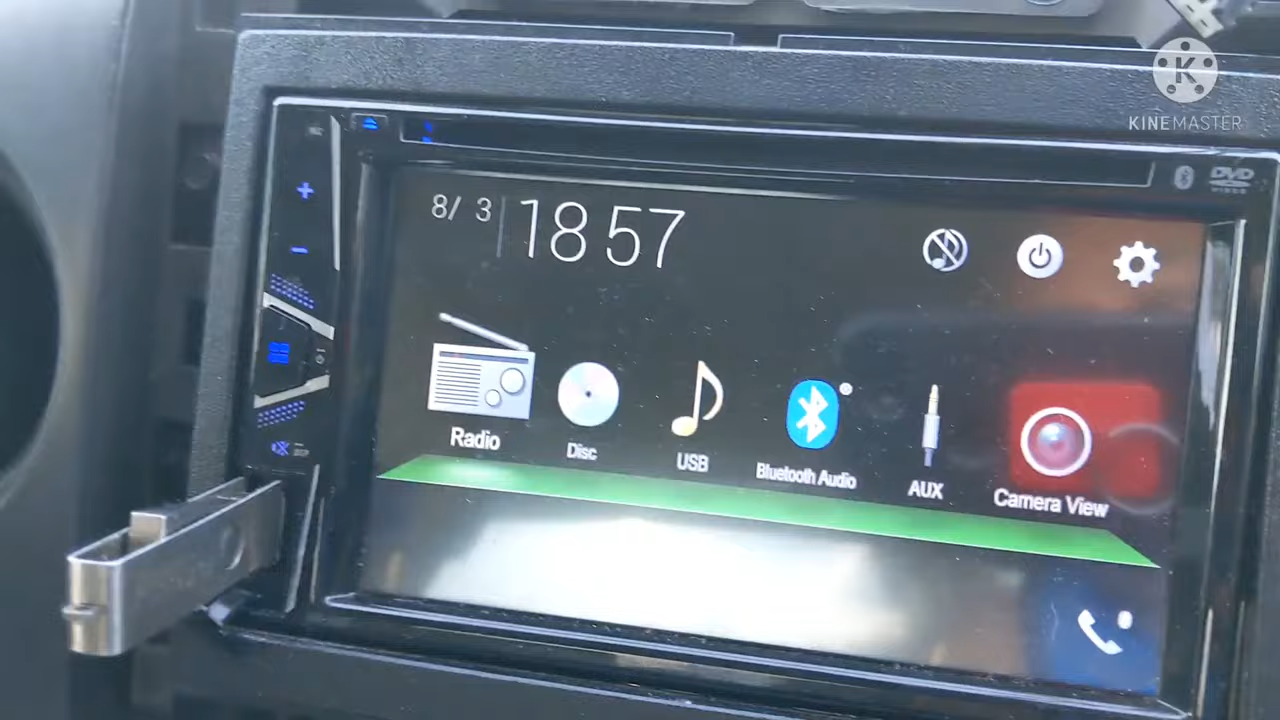 KINEMASTER
DVD
8/ 3 18 57
Radio
Disc
USB
Bluetooth Audio
AUX
Camera View